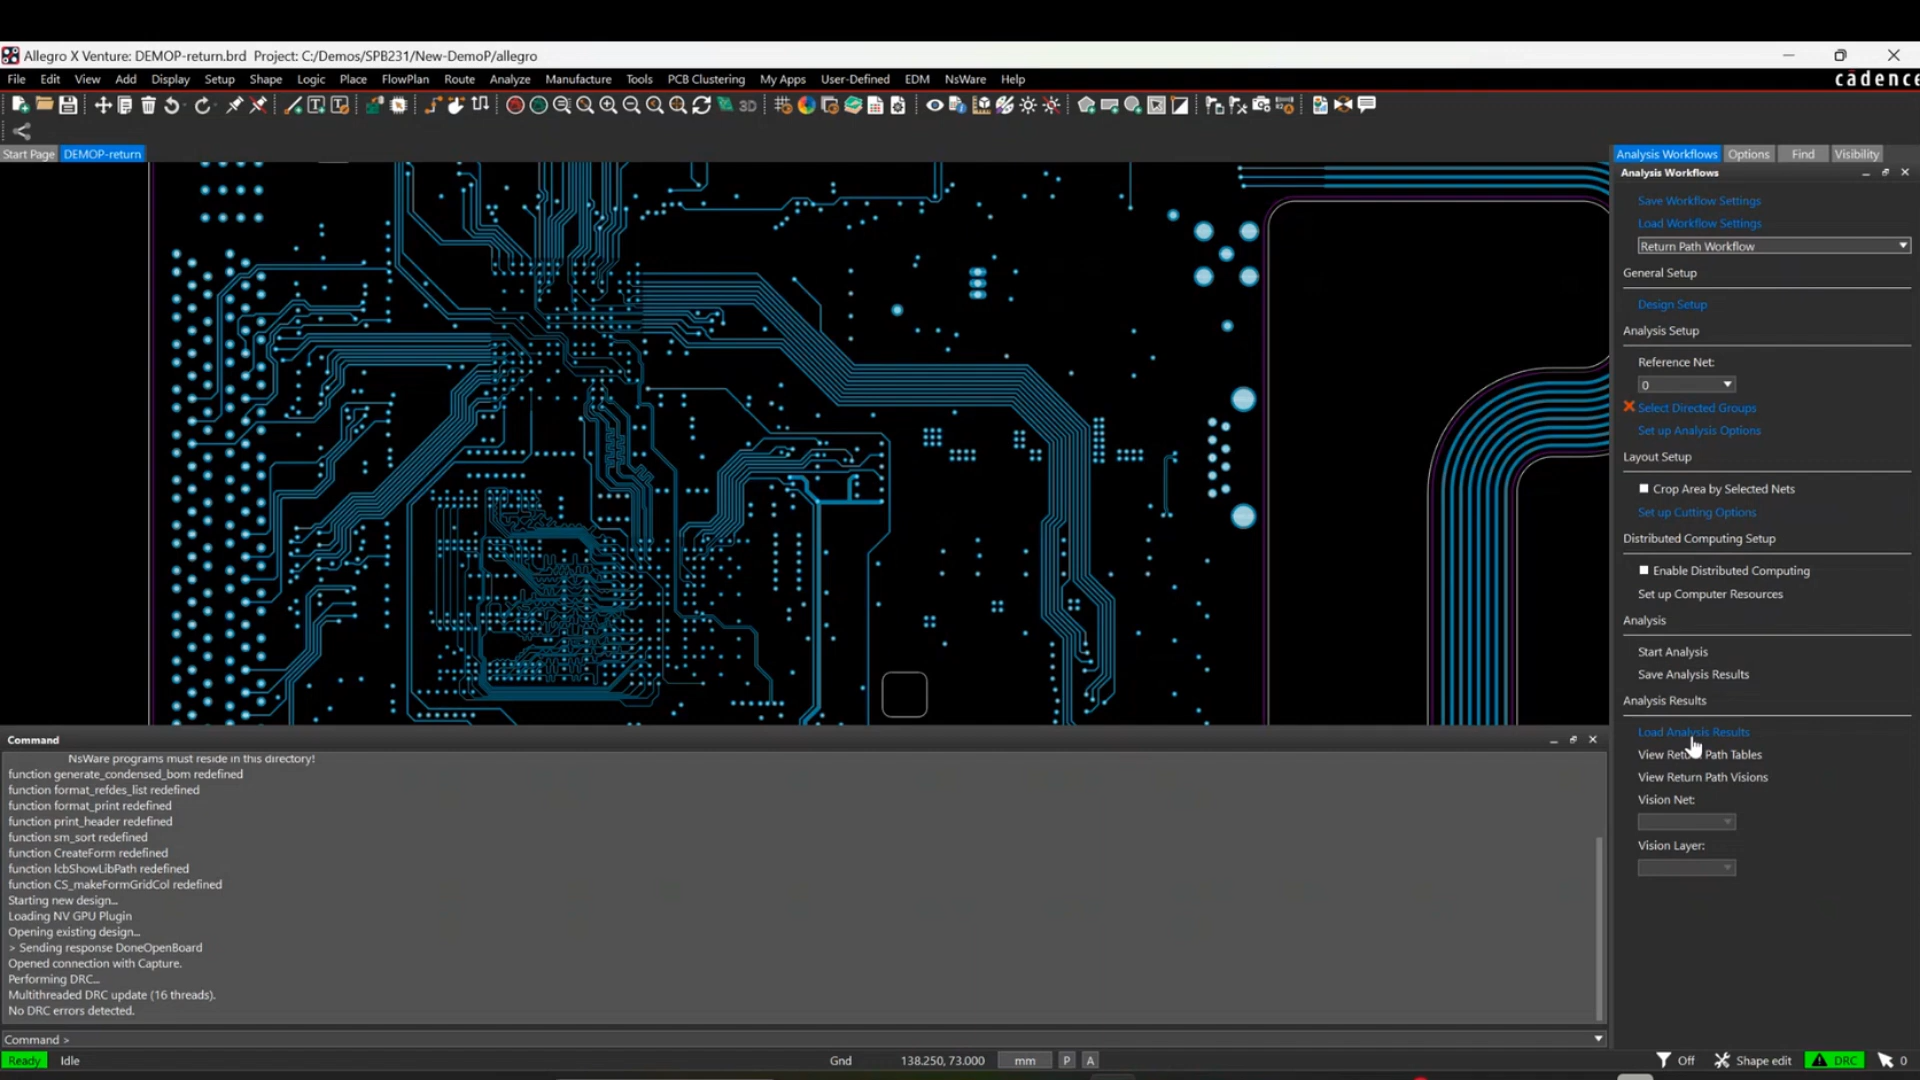 Allegro X Venture: DEMOP-return.brd Project: C:/Demos/SPB231/New-DemoP/allegro
File Edit View Add Display Setup Shape Logic Place FlowPlan Route Analyze Manufacture Tools PCB Clustering My Apps User-Defined EDM NsWare Help
cādence
3D
Start Page DEMOP-return
Analysis Workflows Options Find Visibility
Analysis Workflows
Save Workflow Settings
Load Workflow Settings
Return Path Workflow
General Setup
Design Setup
Analysis Setup
Reference Net:
0
Select Directed Groups
Set up Analysis Options
Layout Setup
Crop Area by Selected Nets
Set up Cutting Options
Distributed Computing Setup
Enable Distributed Computing
Set up Computer Resources
Analysis
Start Analysis
Save Analysis Results
Analysis Results
Load Analysis Results
View Return Path Tables
View Return Path Visions
Vision Net:
Vision Layer:
Command
NsWare programs must reside in this directory!
function generate_condensed_bom redefined
function format_refdes_list redefined
function format_print redefined
function print_header redefined
function sm_sort redefined
function CreateForm redefined
function lcbShowLibPath redefined
function CS_makeFormGridCol redefined
Starting new design...
Loading NV GPU Plugin
Opening existing design...
> Sending response DoneOpenBoard
Opened connection with Capture.
Performing DRC...
Multithreaded DRC update (16 threads).
No DRC errors detected.
Command >
Ready Idle Gnd 138.250, 73.000 mm P A Off Shape edit DRC 0